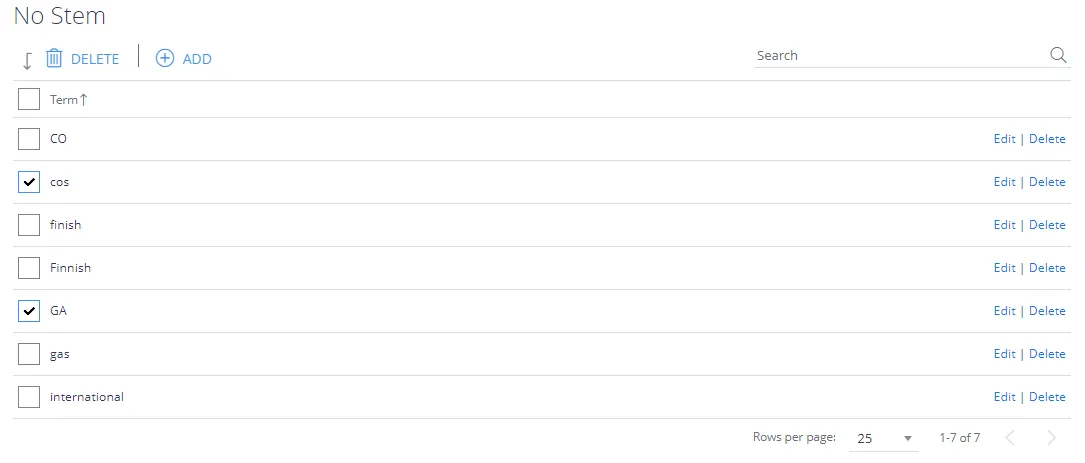 No Stem
DELETE | ADD
Search
Term↑
CO Edit | Delete
cos Edit | Delete
finish Edit | Delete
Finnish Edit | Delete
GA Edit | Delete
gas Edit | Delete
international Edit | Delete
Rows per page: 25 1-7 of 7